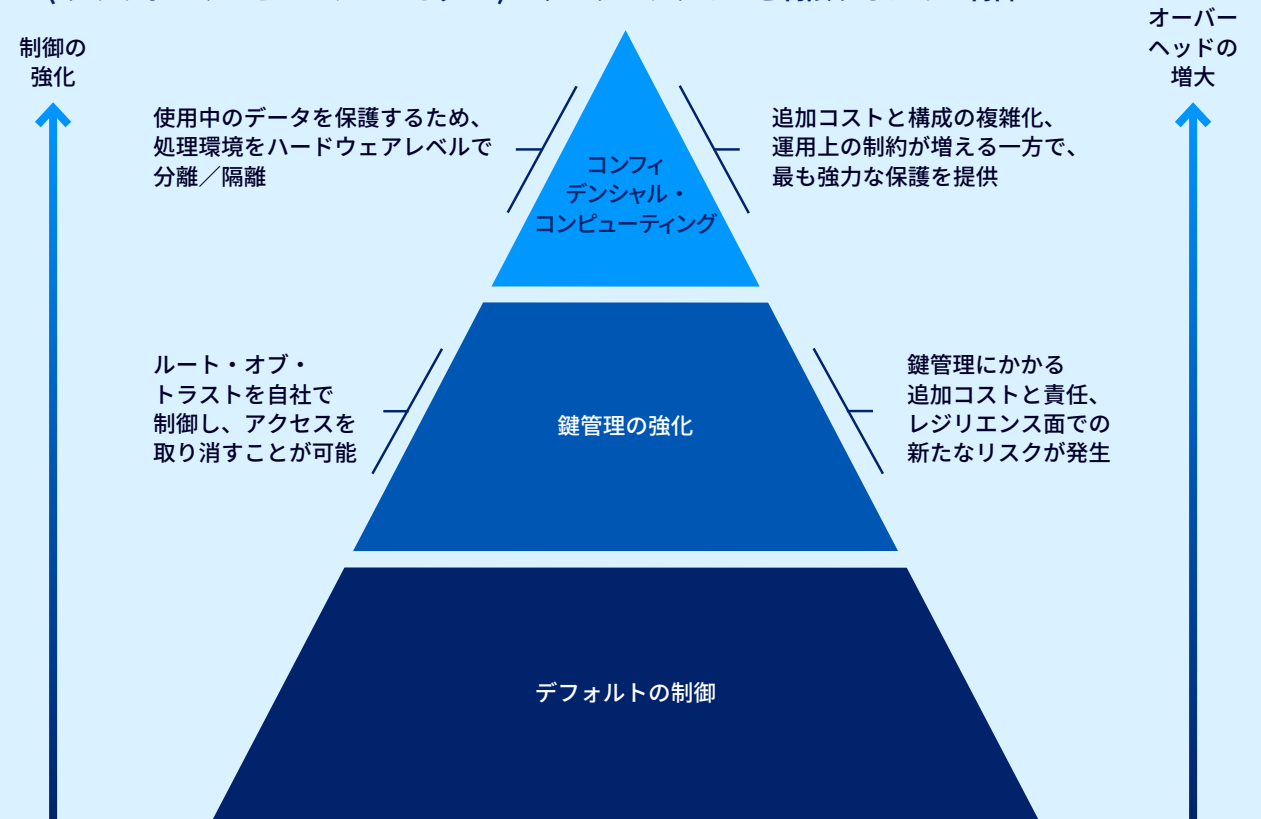 オーバー
ヘッドの
増大
制御の
強化
使用中のデータを保護するため、
処理環境をハードウェアレベルで
分離／隔離
コンフィ
デンシャル・
コンピューティング
追加コストと構成の複雑化、
運用上の制約が増える一方で、
最も強力な保護を提供
ルート・オブ・
トラストを自社で
制御し、アクセスを
取り消すことが可能
鍵管理の強化
鍵管理にかかる
追加コストと責任、
レジリエンス面での
新たなリスクが発生
デフォルトの制御